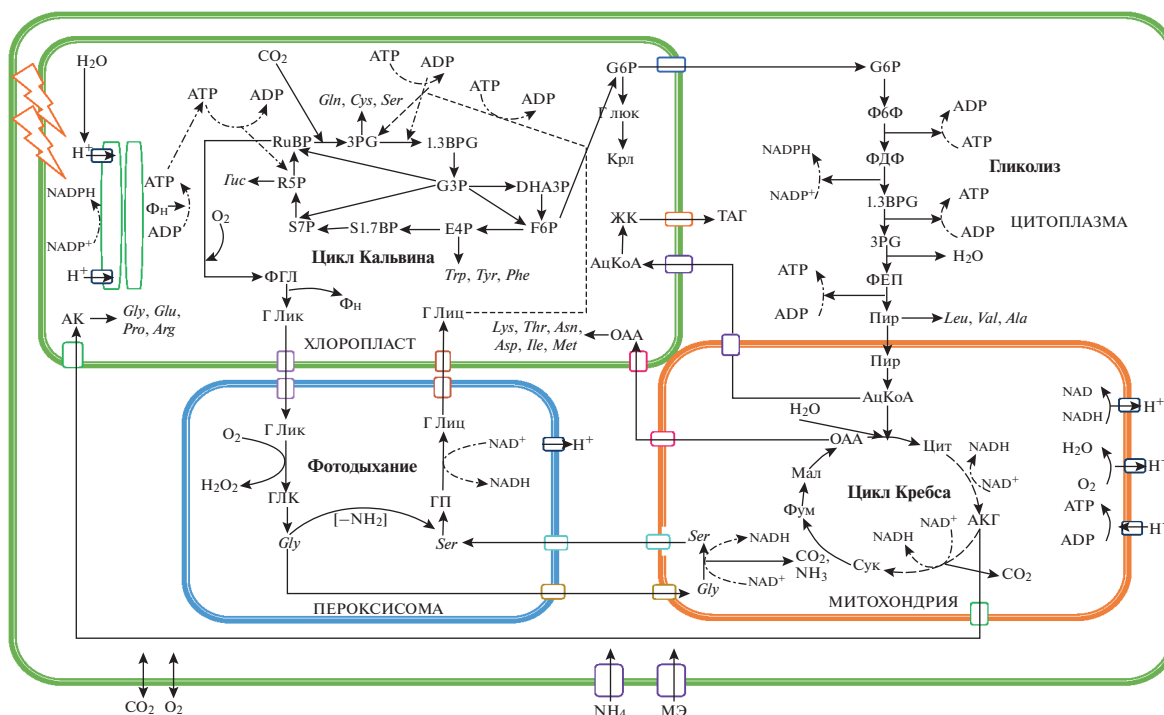 H2O
CO2
ATP
ADP
ATP
ADP
Gln, Cys, Ser
ATP
ADP
G6P
G6P
Г люк
Крл
Ф6Ф
ADP
ATP
ФДФ
Гликолиз
NADPH
NADP+
1.3BPG
ATP
ADP
ЦИТОПЛАЗМА
3PG
H2O
ФЕП
ATP
ADP
Пир
Leu, Val, Ala
RuBP
3PG
1.3BPG
H+
NADPH
NADP+
H+
ATP
Фн
ADP
Гис
R5P
G3P
DHA3P
O2
S7P
S1.7BP
E4P
F6P
Цикл Кальвина
Trp, Tyr, Phe
ЖК
ТАГ
АцКоА
ФГЛ
Фн
Г Лик
Г Лиц
АК
Gly, Glu,
Pro, Arg
ХЛОРОПЛАСТ
Lys, Thr, Asn,
Asp, Ile, Met
ОАА
Пир
АцКоА
H2O
ОАА
Цит
NADH
NAD+
Мал
Цикл Кребса
Фум
АКГ
NAD+
NADH
Сук
CO2
NAD
NADH
H+
H2O
O2
H+
ATP
ADP
H+
МИТОХОНДРИЯ
Г Лик
Г Лиц
O2
H2O2
Фотодыхание
NAD+
NADH
H+
ГЛК
ГП
[−NH2]
Gly
Ser
ПЕРОКСИСОМА
Ser
NADH
CO2,
NH3
NAD+
Gly
CO2
O2
NH4
МЭ